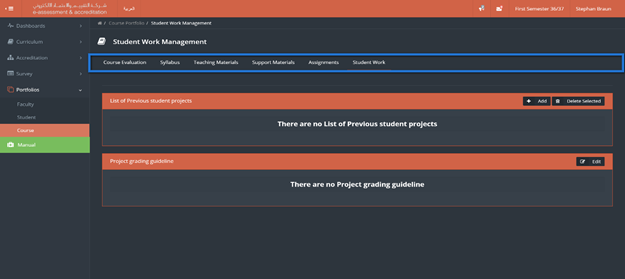 e-assessment & accreditation
العربية
First Semester 36/37
Stephan Braun
Dashboards
Curriculum
Accreditation
Survey
Portfolios
Faculty
Student
Course
Manual
/ Course Portfolio / Student Work Management
Student Work Management
Course Evaluation Syllabus Teaching Materials Support Materials Assignments Student Work
List of Previous student projects
Add
Delete Selected
There are no List of Previous student projects
Project grading guideline
Edit
There are no Project grading guideline